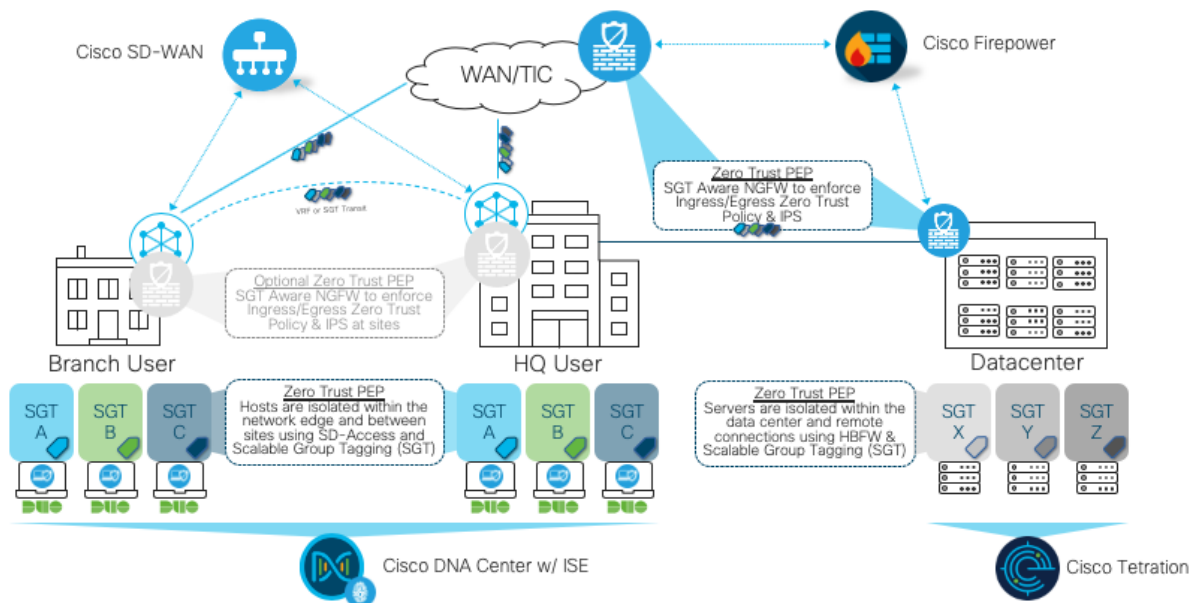 Cisco SD-WAN
WAN/TIC
Cisco Firepower
VRF or SGT Transit
Zero Trust PEP
SGT Aware NGFW to enforce
Ingress/Egress Zero Trust
Policy & IPS
Optional Zero Trust PEP
SGT Aware NGFW to enforce
Ingress/Egress Zero Trust
Policy & IPS at sites
Branch User
HQ User
Datacenter
SGT
A
SGT
B
SGT
C
Zero Trust PEP
Hosts are isolated within the
network edge and between
sites using SD-Access and
Scalable Group Tagging (SGT)
SGT
A
SGT
B
SGT
C
Zero Trust PEP
Servers are isolated within the
data center and remote
connections using HBFW &
Scalable Group Tagging (SGT)
SGT
X
SGT
Y
SGT
Z
DUO
DUO
DUO
DUO
DUO
DUO
Cisco DNA Center w/ ISE
Cisco Tetration